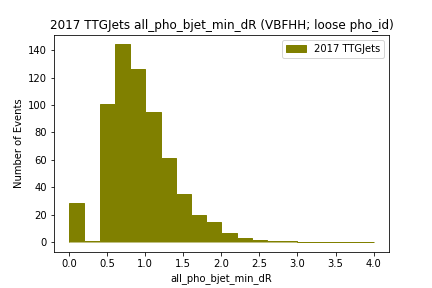 2017 TTGJets all_pho_bjet_min_dR (VBFHH; loose pho_id)
2017 TTGJets
140
120
100
80
60
40
20
0
Number of Events
0.0 0.5 1.0 1.5 2.0 2.5 3.0 3.5 4.0
all_pho_bjet_min_dR